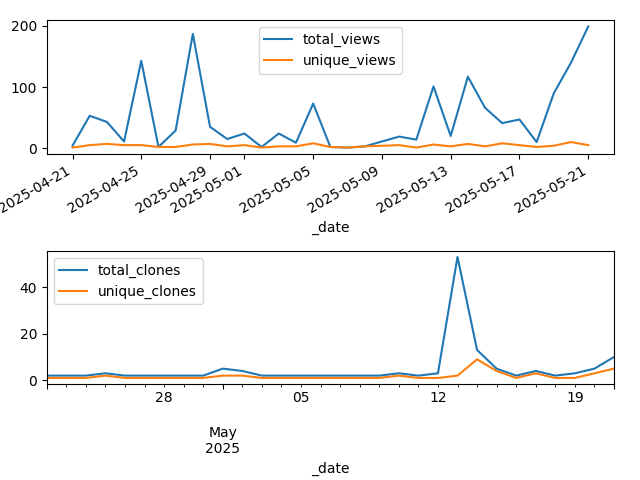 200
100
0
total_views
unique_views
2025-04-21
2025-04-25
2025-04-29
2025-05-01
2025-05-05
2025-05-09
2025-05-13
2025-05-17
2025-05-21
_date
40
20
0
total_clones
unique_clones
28
05
12
19
May
2025
_date